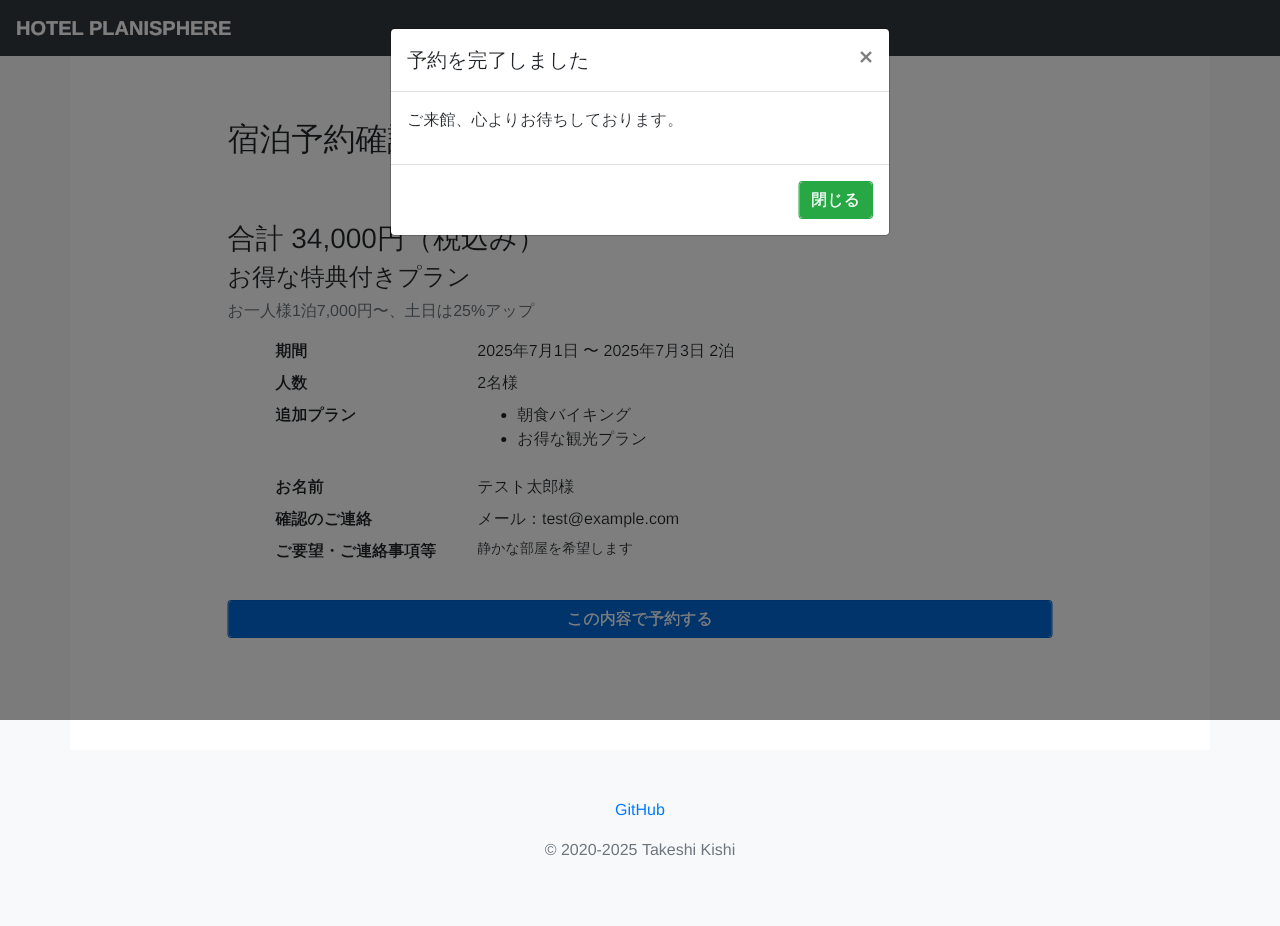 HOTEL PLANISPHERE
予約を完了しました ×
ご来館、心よりお待ちしております。
閉じる
宿泊予約確
合計 34,000円（税込み）
お得な特典付きプラン
お一人様1泊7,000円〜、土日は25%アップ
期間 2025年7月1日 〜 2025年7月3日 2泊
人数 2名様
追加プラン
• 朝食バイキング
• お得な観光プラン
お名前 テスト太郎様
確認のご連絡 メール：test@example.com
ご要望・ご連絡事項等 静かな部屋を希望します
この内容で予約する
GitHub
© 2020-2025 Takeshi Kishi